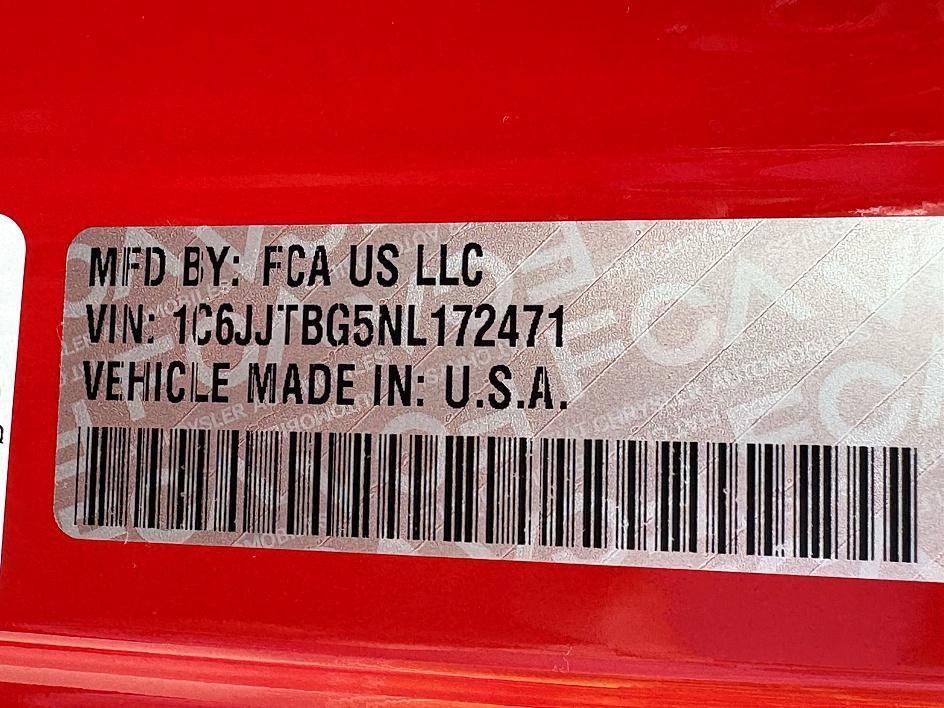 MFD BY: FCA US LLC
VIN: 1C6JJTBG5NL172471
VEHICLE MADE IN: U.S.A.